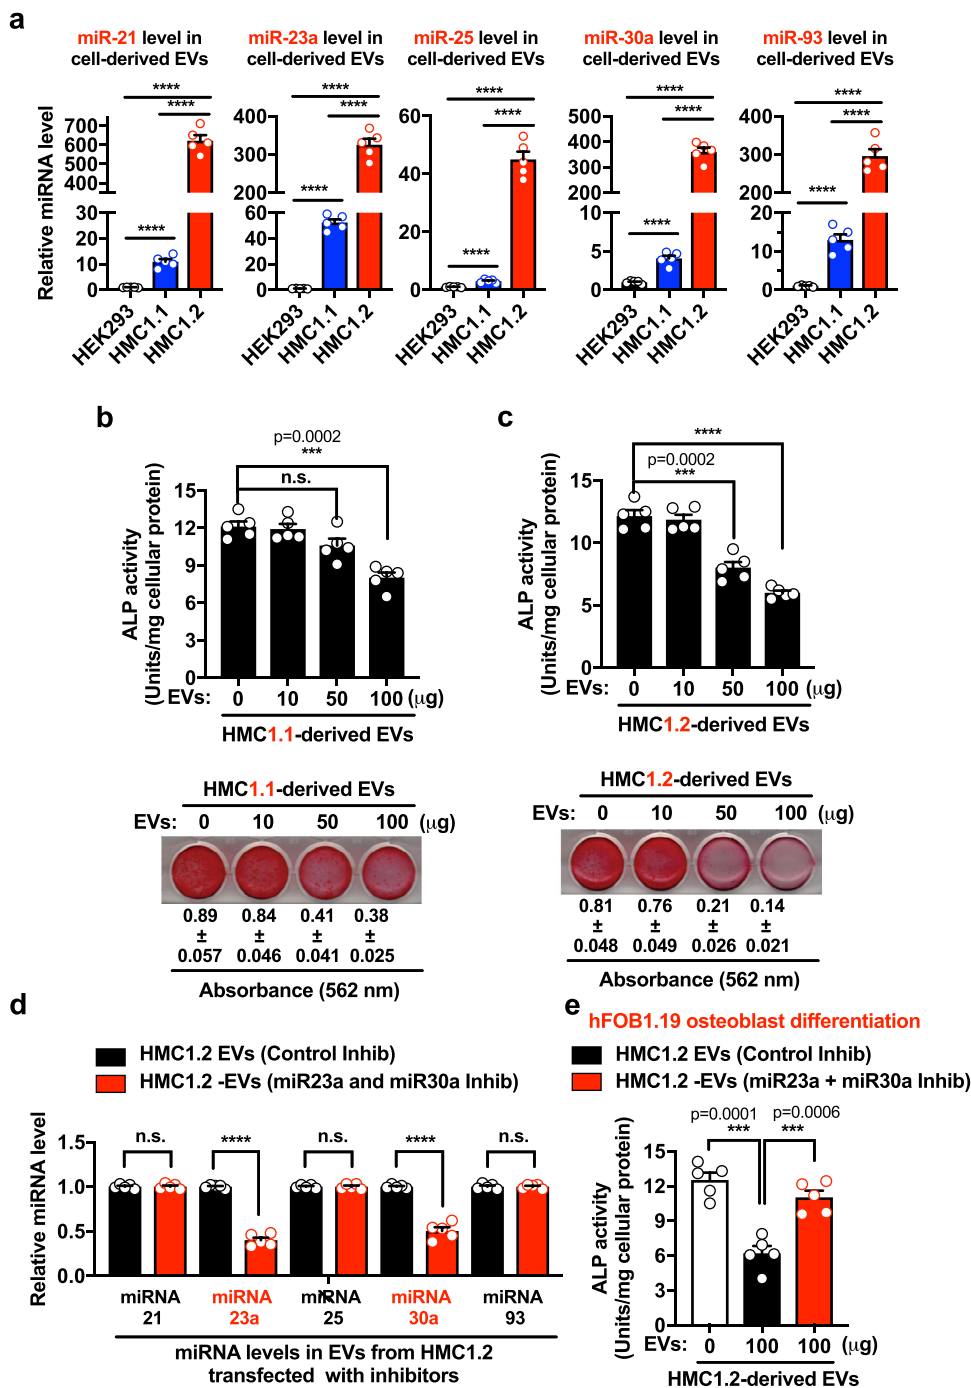 a
miR-21 level in
cell-derived EVs
miR-23a level in
cell-derived EVs
miR-25 level in
cell-derived EVs
miR-30a level in
cell-derived EVs
miR-93 level in
cell-derived EVs
Relative miRNA level
****
****
****
700
600
500
400
30
20
10
0
HEK293
HMC1.1
HMC1.2
****
****
****
400
300
200
60
40
20
0
HEK293
HMC1.1
HMC1.2
****
****
****
60
40
20
0
HEK293
HMC1.1
HMC1.2
****
****
****
500
400
300
200
10
5
0
HEK293
HMC1.1
HMC1.2
****
****
****
400
300
200
20
15
10
5
0
HEK293
HMC1.1
HMC1.2
b
p=0.0002
***
n.s.
ALP activity
(Units/mg cellular protein)
15
12
9
6
3
0
EVs: 0 10 50 100 (μg)
HMC1.1-derived EVs
HMC1.1-derived EVs
EVs: 0 10 50 100 (μg)
0.89 0.84 0.41 0.38
± ± ± ±
0.057 0.046 0.041 0.025
Absorbance (562 nm)
c
****
p=0.0002
***
ALP activity
(Units/mg cellular protein)
15
10
5
0
EVs: 0 10 50 100 (μg)
HMC1.2-derived EVs
HMC1.2-derived EVs
EVs: 0 10 50 100 (μg)
0.81 0.76 0.21 0.14
± ± ± ±
0.048 0.049 0.026 0.021
Absorbance (562 nm)
d
HMC1.2 EVs (Control Inhib)
HMC1.2 -EVs (miR23a and miR30a Inhib)
Relative miRNA level
1.5
1.0
0.5
0.0
n.s. **** n.s. **** n.s.
miRNA miRNA miRNA miRNA miRNA
21 23a 25 30a 93
miRNA levels in EVs from HMC1.2
transfected with inhibitors
e
hFOB1.19 osteoblast differentiation
HMC1.2 EVs (Control Inhib)
HMC1.2 -EVs (miR23a + miR30a Inhib)
p=0.0001 p=0.0006
*** ***
ALP activity
(Units/mg cellular protein)
15
12
9
6
3
0
EVs: 0 100 100 (μg)
HMC1.2-derived EVs